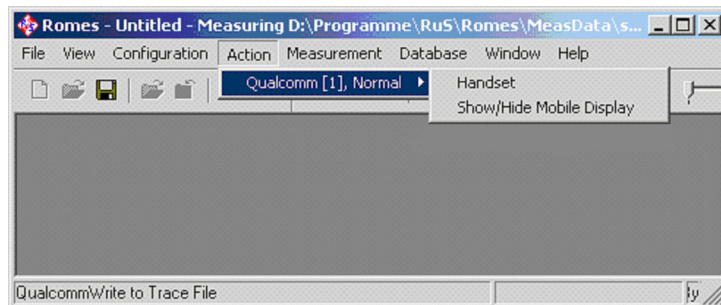 Romes - Untitled - Measuring D:\Programme\RuS\Romes\MeasData\s...
File View Configuration Action Measurement Database Window Help
Qualcomm [1], Normal
Handset
Show/Hide Mobile Display
QualcommWrite to Trace File